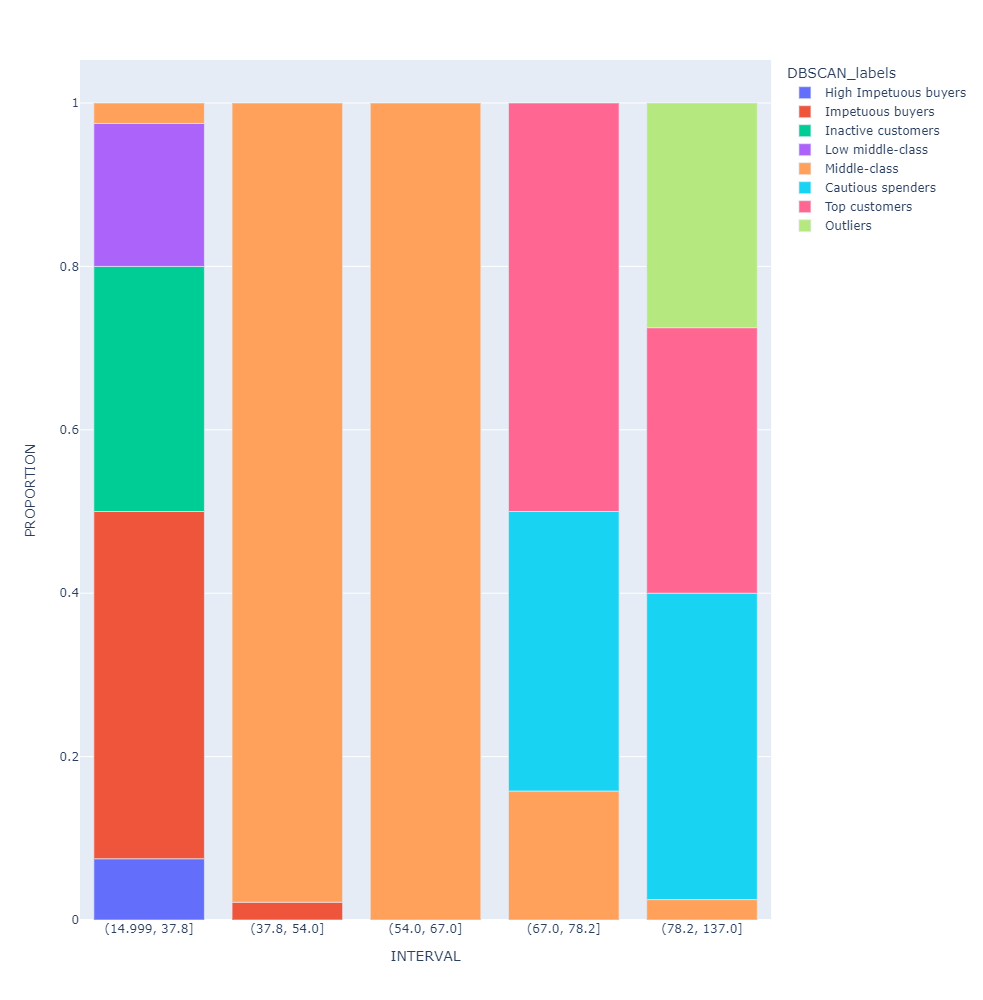 DBSCAN_labels
High Impetuous buyers
Impetuous buyers
Inactive customers
Low middle-class
Middle-class
Cautious spenders
Top customers
Outliers
1
0.8
0.6
0.4
0.2
0
PROPORTION
(14.999, 37.8] (37.8, 54.0] (54.0, 67.0] (67.0, 78.2] (78.2, 137.0]
INTERVAL